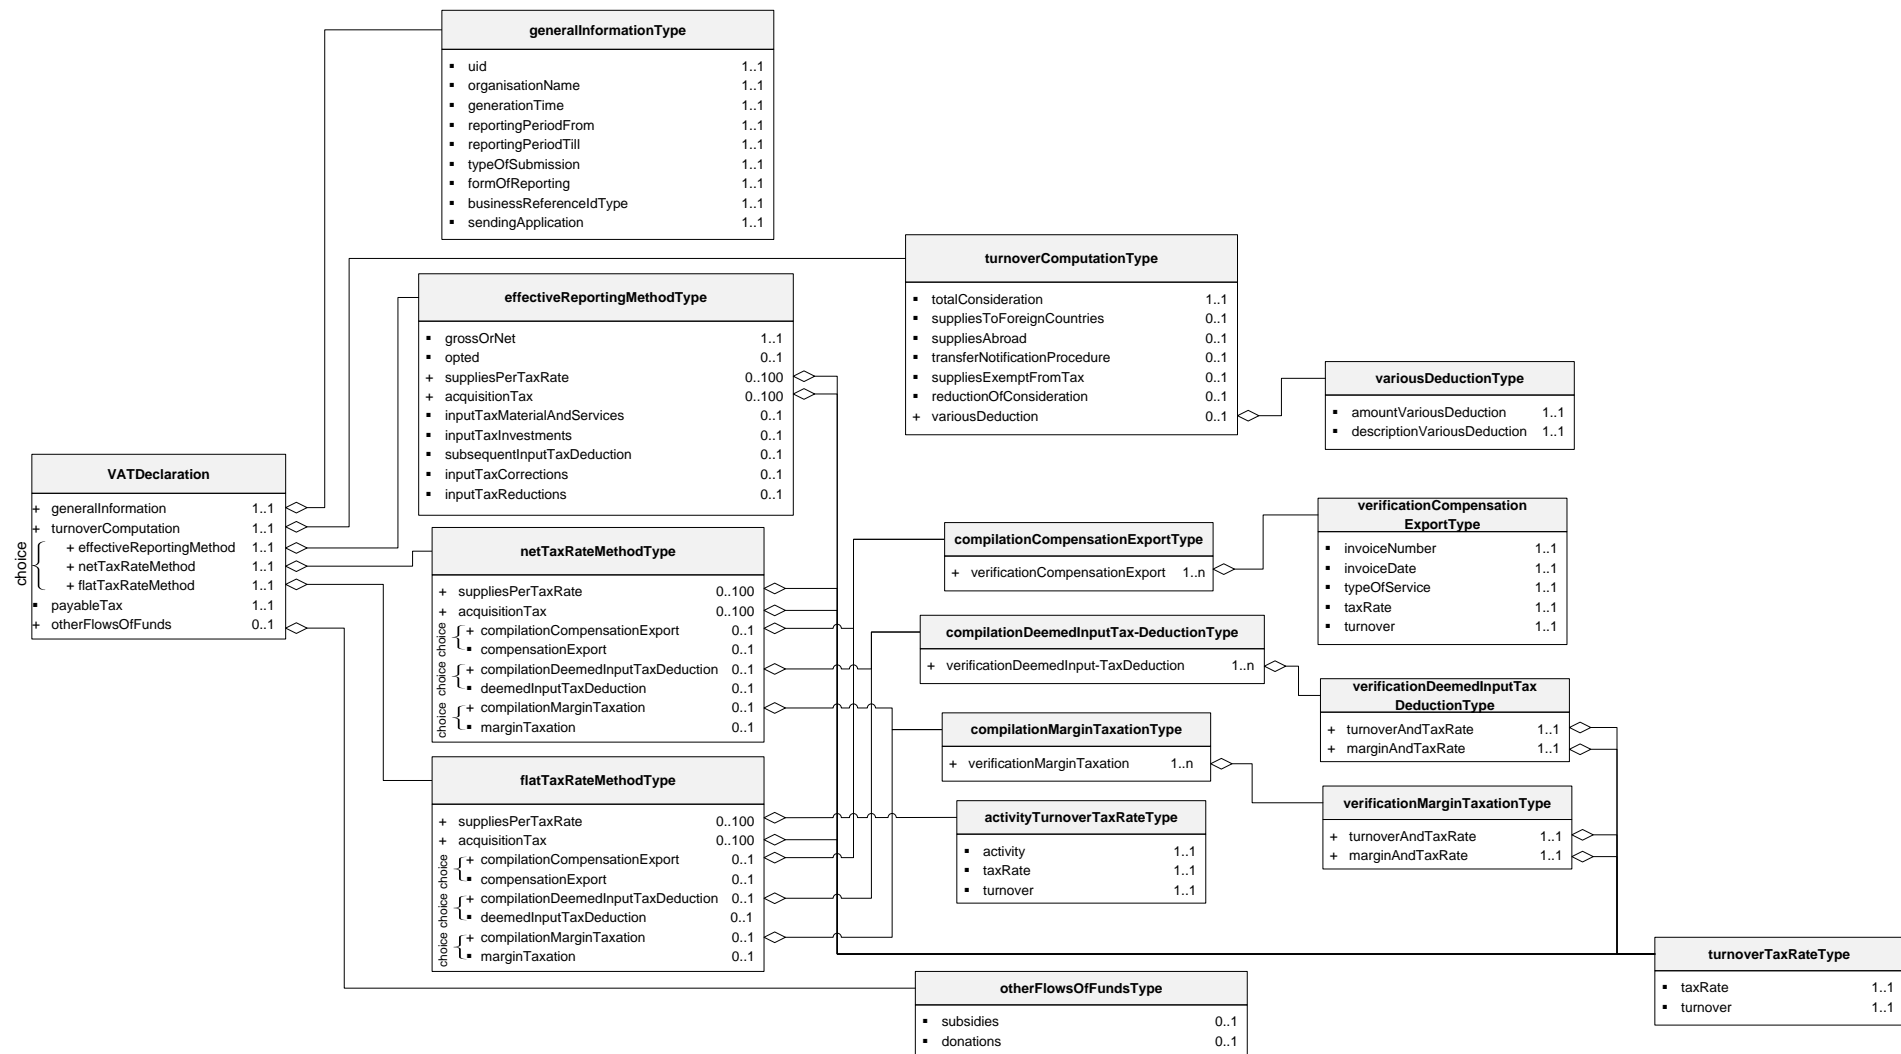 generalInformationType
▪ uid 1..1
▪ organisationName 1..1
▪ generationTime 1..1
▪ reportingPeriodFrom 1..1
▪ reportingPeriodTill 1..1
▪ typeOfSubmission 1..1
▪ formOfReporting 1..1
▪ businessReferenceIdType 1..1
▪ sendingApplication 1..1
turnoverComputationType
▪ totalConsideration 1..1
▪ suppliesToForeignCountries 0..1
▪ suppliesAbroad 0..1
▪ transferNotificationProcedure 0..1
▪ suppliesExemptFromTax 0..1
▪ reductionOfConsideration 0..1
+ variousDeduction 0..1
effectiveReportingMethodType
▪ grossOrNet 1..1
▪ opted 0..1
+ suppliesPerTaxRate 0..100
+ acquisitionTax 0..100
▪ inputTaxMaterialAndServices 0..1
▪ inputTaxInvestments 0..1
▪ subsequentInputTaxDeduction 0..1
▪ inputTaxCorrections 0..1
▪ inputTaxReductions 0..1
variousDeductionType
▪ amountVariousDeduction 1..1
▪ descriptionVariousDeduction 1..1
VATDeclaration
+ generalInformation 1..1
+ turnoverComputation 1..1
choice
+ effectiveReportingMethod 1..1
+ netTaxRateMethod 1..1
+ flatTaxRateMethod 1..1
▪ payableTax 1..1
+ otherFlowsOfFunds 0..1
netTaxRateMethodType
+ suppliesPerTaxRate 0..100
+ acquisitionTax 0..100
choice
+ compilationCompensationExport 0..1
▪ compensationExport 0..1
choice
+ compilationDeemedInputTaxDeduction 0..1
▪ deemedInputTaxDeduction 0..1
choice
+ compilationMarginTaxation 0..1
▪ marginTaxation 0..1
compilationCompensationExportType
+ verificationCompensationExport 1..n
verificationCompensation
ExportType
▪ invoiceNumber 1..1
▪ invoiceDate 1..1
▪ typeOfService 1..1
▪ taxRate 1..1
▪ turnover 1..1
compilationDeemedInputTax-DeductionType
+ verificationDeemedInput-TaxDeduction 1..n
verificationDeemedInputTax
DeductionType
+ turnoverAndTaxRate 1..1
+ marginAndTaxRate 1..1
compilationMarginTaxationType
+ verificationMarginTaxation 1..n
verificationMarginTaxationType
+ turnoverAndTaxRate 1..1
+ marginAndTaxRate 1..1
flatTaxRateMethodType
+ suppliesPerTaxRate 0..100
+ acquisitionTax 0..100
choice
+ compilationCompensationExport 0..1
▪ compensationExport 0..1
choice
+ compilationDeemedInputTaxDeduction 0..1
▪ deemedInputTaxDeduction 0..1
choice
+ compilationMarginTaxation 0..1
▪ marginTaxation 0..1
activityTurnoverTaxRateType
▪ activity 1..1
▪ taxRate 1..1
▪ turnover 1..1
turnoverTaxRateType
▪ taxRate 1..1
▪ turnover 1..1
otherFlowsOfFundsType
▪ subsidies 0..1
▪ donations 0..1